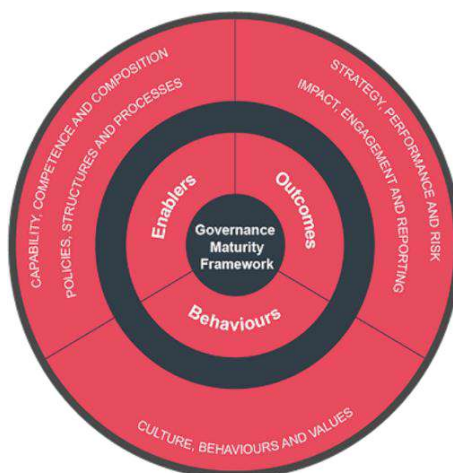 CAPABILITY, COMPETENCE AND COMPOSITION
POLICIES, STRUCTURES AND PROCESSES
STRATEGY, PERFORMANCE AND RISK
IMPACT, ENGAGEMENT AND REPORTING
Enablers
Outcomes
Governance
Maturity
Framework
Behaviours
CULTURE, BEHAVIOURS AND VALUES